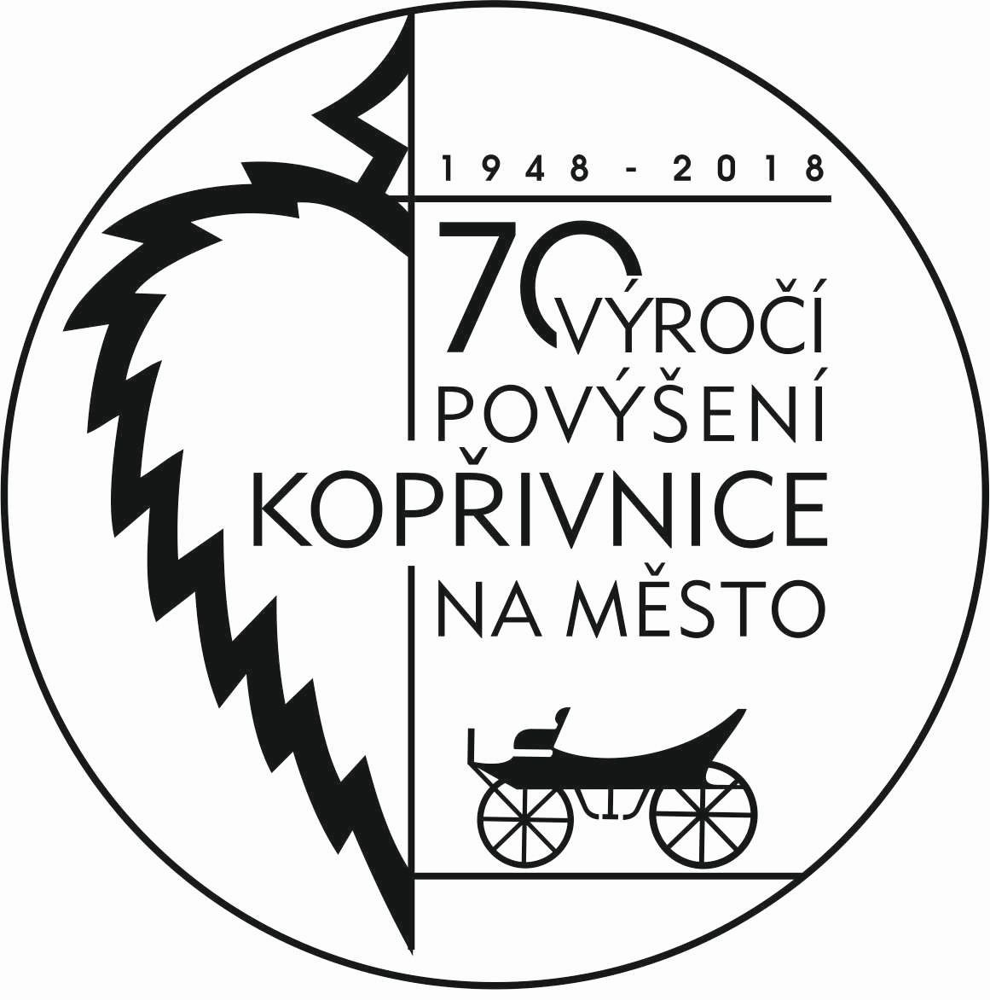 1948-2018
70 VÝROČÍ
POVÝŠENÍ
KOPŘIVNICE
NA MĚSTO